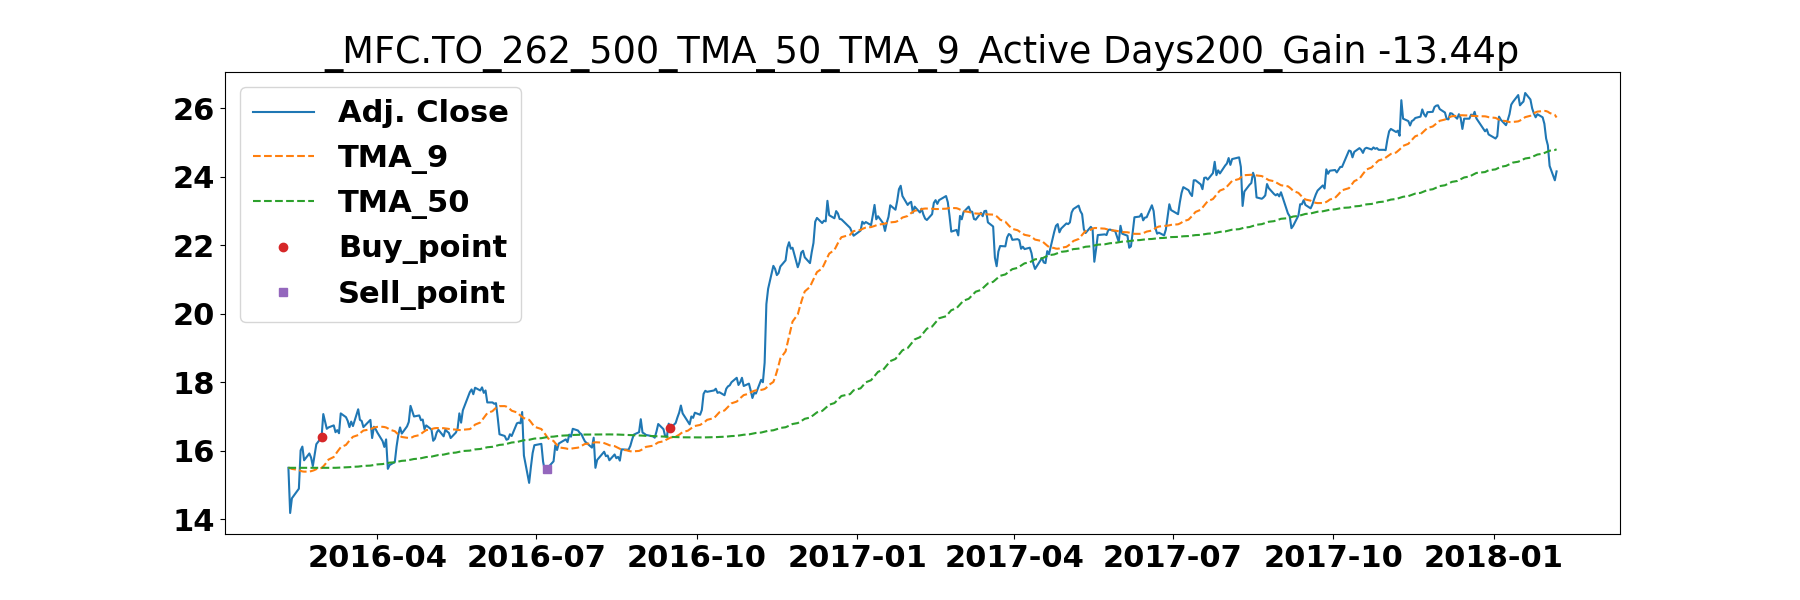 _MFC.TO_262_500_TMA_50_TMA_9_Active Days200_Gain -13.44p
Adj. Close
TMA_9
TMA_50
Buy_point
Sell_point
26
24
22
20
18
16
14
2016-04 2016-07 2016-10 2017-01 2017-04 2017-07 2017-10 2018-01